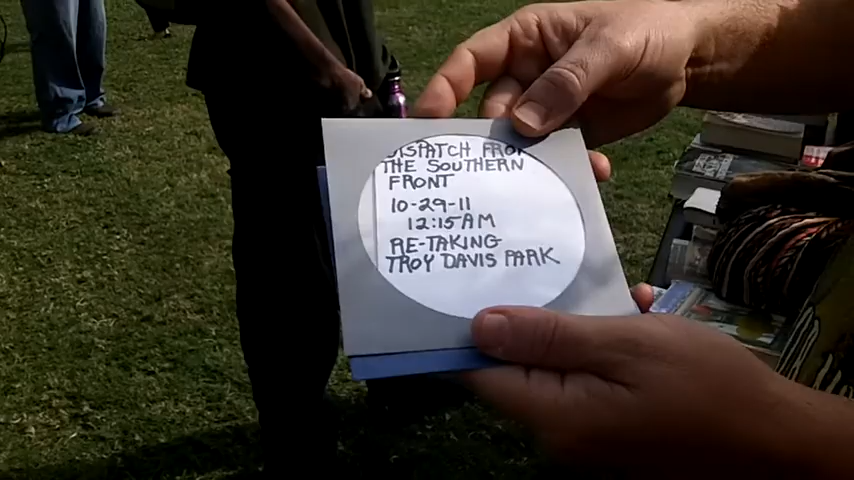 DISPATCH FROM
THE SOUTHERN
FRONT
10-29-11
12:15AM
RE-TAKING
TROY DAVIS PARK